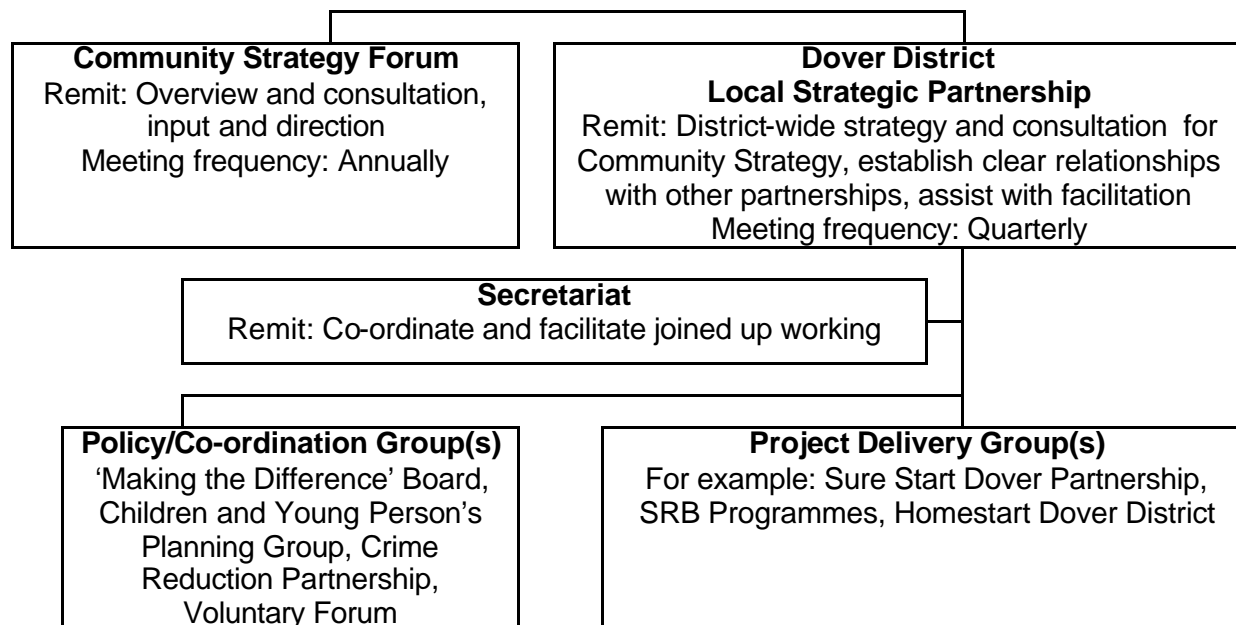 Community Strategy Forum
Remit: Overview and consultation,
input and direction
Meeting frequency: Annually
Dover District
Local Strategic Partnership
Remit: District-wide strategy and consultation for
Community Strategy, establish clear relationships
with other partnerships, assist with facilitation
Meeting frequency: Quarterly
Secretariat
Remit: Co-ordinate and facilitate joined up working
Policy/Co-ordination Group(s)
‘Making the Difference’ Board,
Children and Young Person’s
Planning Group, Crime
Reduction Partnership,
Voluntary Forum
Project Delivery Group(s)
For example: Sure Start Dover Partnership,
SRB Programmes, Homestart Dover District